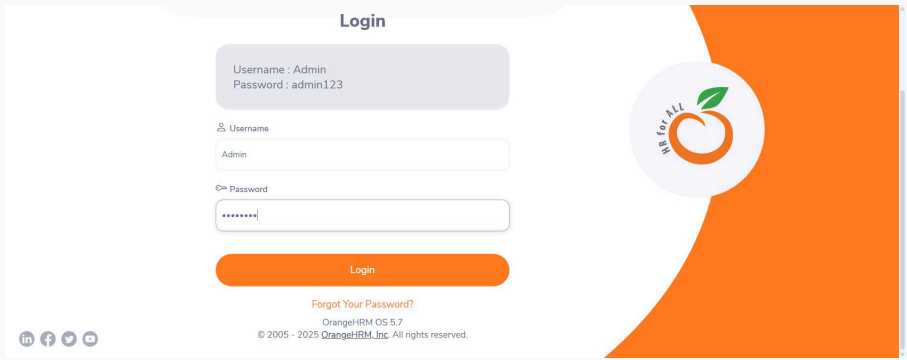 Login
Username : Admin
Password : admin123
Username
Admin
Password
••••••••
Login
Forgot Your Password?
OrangeHRM OS 5.7
© 2005 - 2025 OrangeHRM, Inc. All rights reserved.
HR for ALL
in